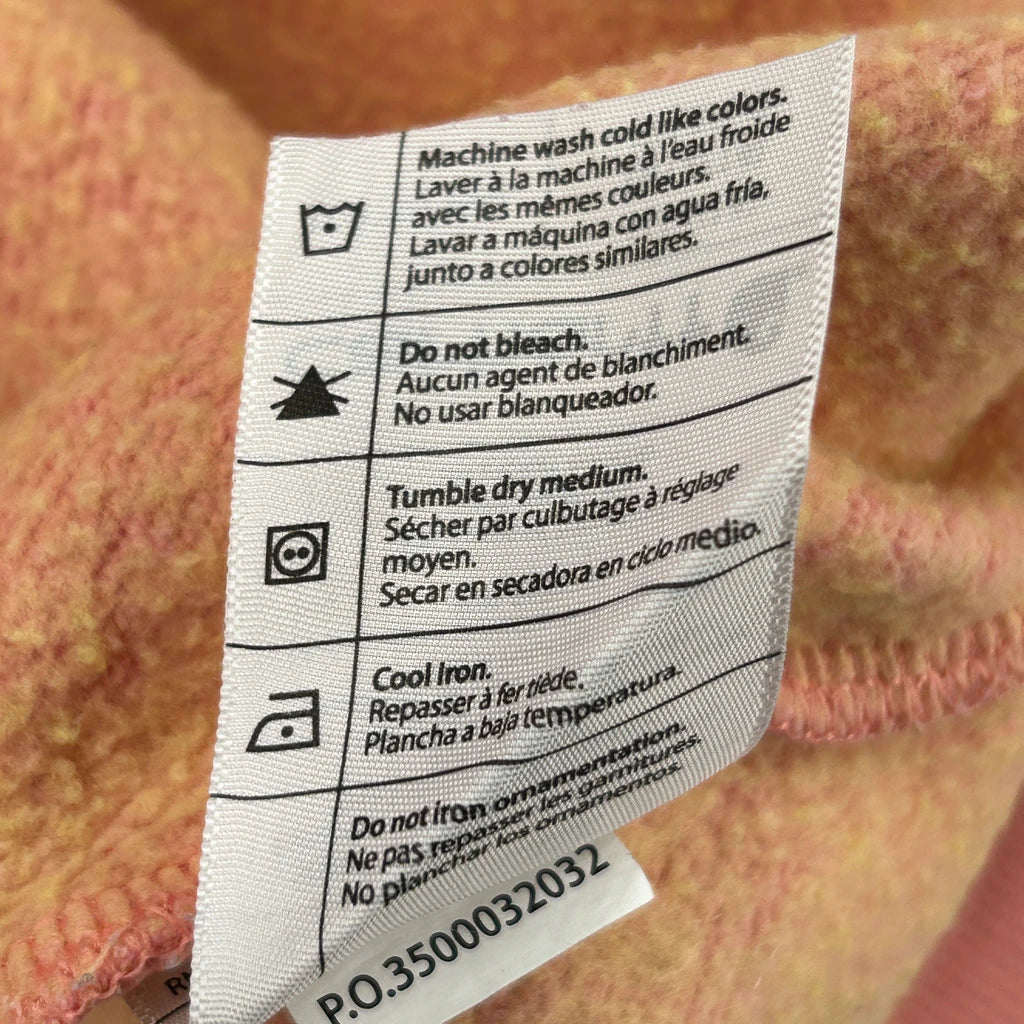 Machine wash cold like colors.
Laver à la machine à l'eau froide
avec les mêmes couleurs.
Lavar a máquina con agua fría,
junto a colores similares.
Do not bleach.
Aucun agent de blanchiment.
No usar blanqueador.
Tumble dry medium.
Sécher par culbutage à réglage
moyen.
Secar en secadora en ciclo medio.
Cool Iron.
Repasser à fer tiède.
Plancha a baja temperatura.
Do not iron ornamentation.
Ne pas repasser les garnitures.
No planchar los ornamentos.
P.O.3500032032